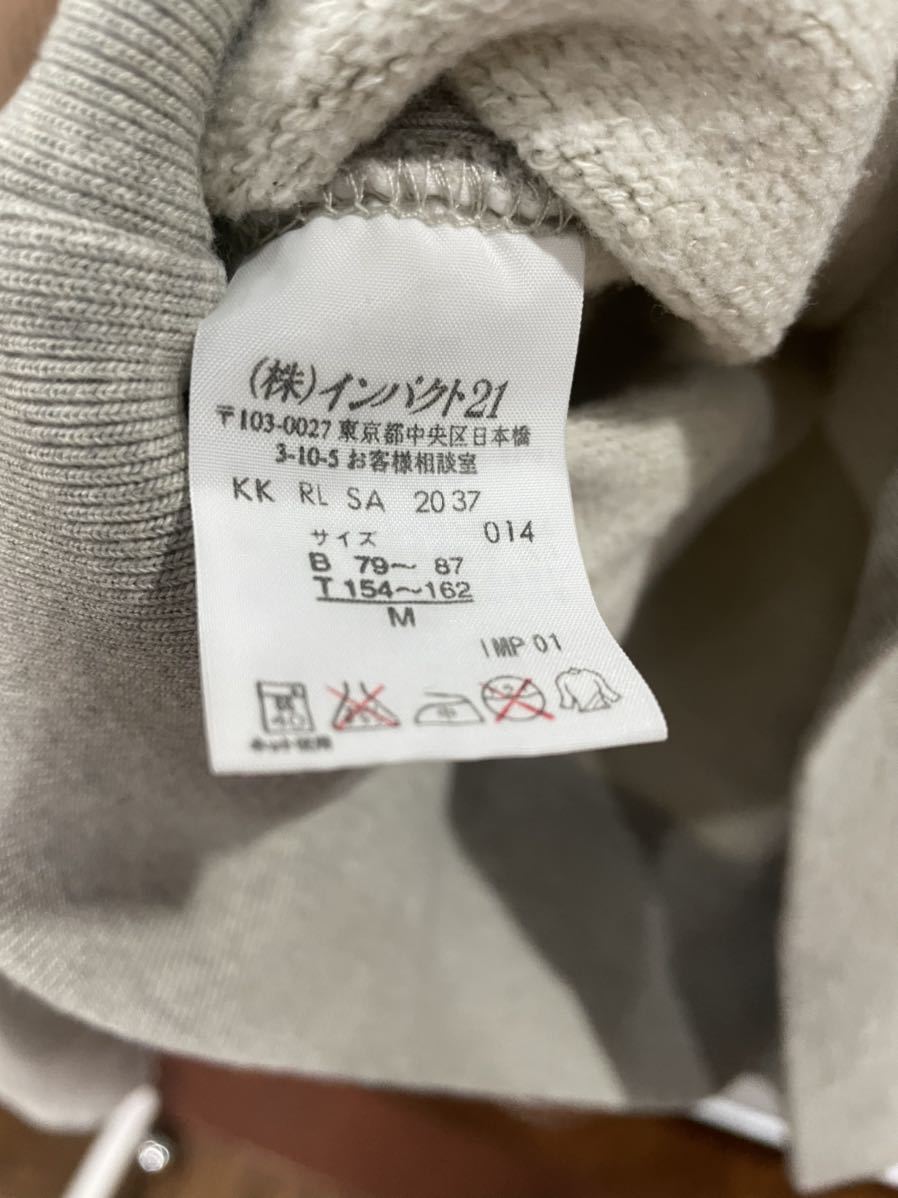 (株)インパクト21
〒103-0027 東京都中央区日本橋
3-10-5 お客様相談室
KK RL SA 2037
014
サイズ
B 79〜 87
T 154〜162
M
IMP 01
40 中
ネット使用